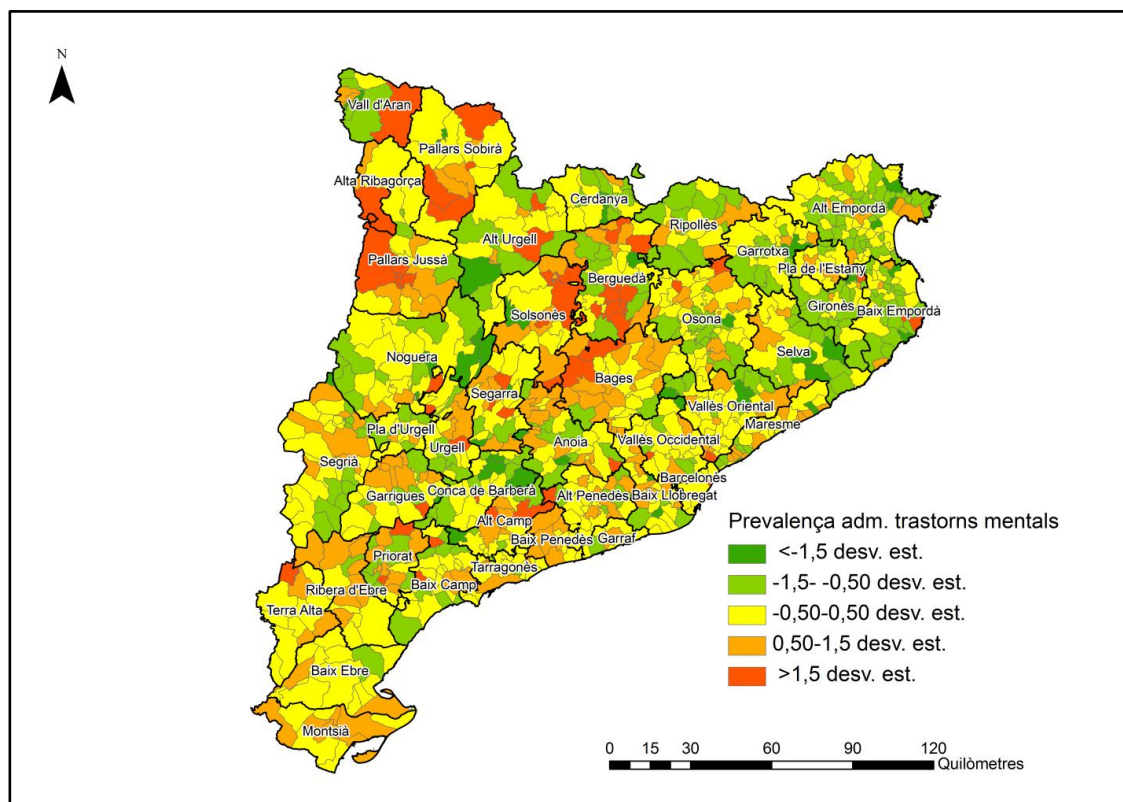 N
Vall d'Aran
Pallars Sobirà
Alta Ribagorça
Cerdanya
Alt Empordà
Ripollès
Alt Urgell
Garrotxa
Pallars Jussà
Pla de l'Estany
Berguedà
Gironès
Baix Empordà
Solsonès
Osona
Noguera
Selva
Bages
Segarra
Vallès Oriental
Maresme
Pla d'Urgell
Urgell
Anoia
Vallès Occidental
Segrià
Barcelonès
Garrigues
Conca de Barberà
Alt Penedès
Baix Llobregat
Alt Camp
Baix Penedès
Garraf
Priorat
Tarragonès
Ribera d'Ebre
Baix Camp
Terra Alta
Baix Ebre
Montsià
Prevalença adm. trastorns mentals
<-1,5 desv. est.
-1,5- -0,50 desv. est.
-0,50-0,50 desv. est.
0,50-1,5 desv. est.
>1,5 desv. est.
0 15 30 60 90 120
Quilòmetres